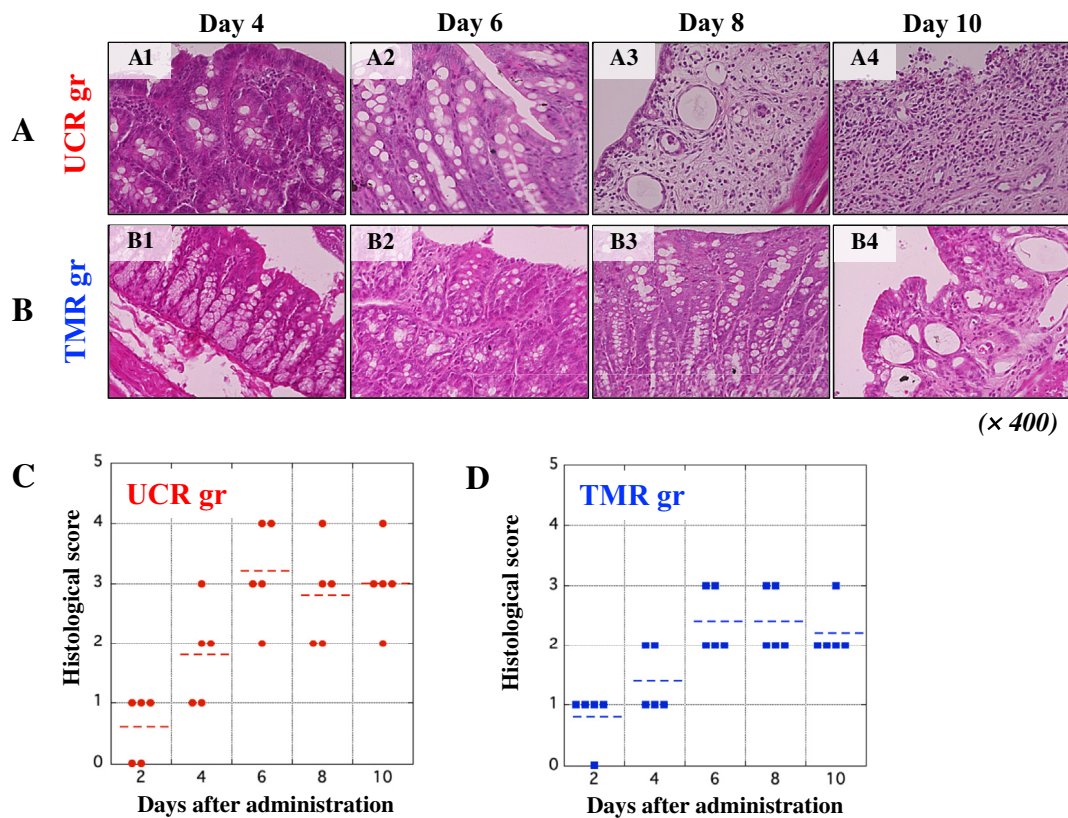 Day 4 Day 6 Day 8 Day 10
A UCR gr A1 A2 A3 A4
B TMR gr B1 B2 B3 B4
(× 400)
C
UCR gr
Histological score
5
4
3
2
1
0
2 4 6 8 10
Days after administration
D
TMR gr
Histological score
5
4
3
2
1
0
2 4 6 8 10
Days after administration